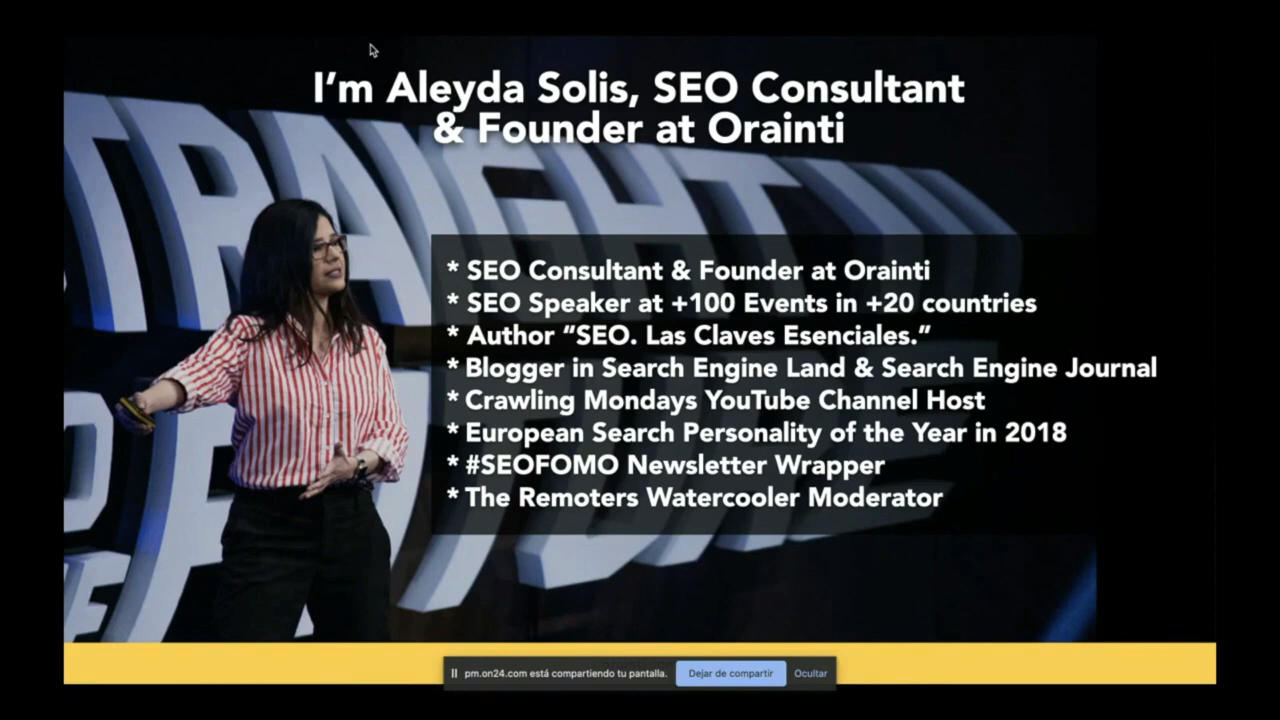 I'm Aleyda Solis, SEO Consultant
& Founder at Orainti
STRAIGHT
* SEO Consultant & Founder at Orainti
* SEO Speaker at +100 Events in +20 countries
* Author "SEO. Las Claves Esenciales."
* Blogger in Search Engine Land & Search Engine Journal
* Crawling Mondays YouTube Channel Host
* European Search Personality of the Year in 2018
* #SEOFOMO Newsletter Wrapper
* The Remoters Watercooler Moderator
pm.on24.com está compartiendo tu pantalla.
Dejar de compartir
Ocultar